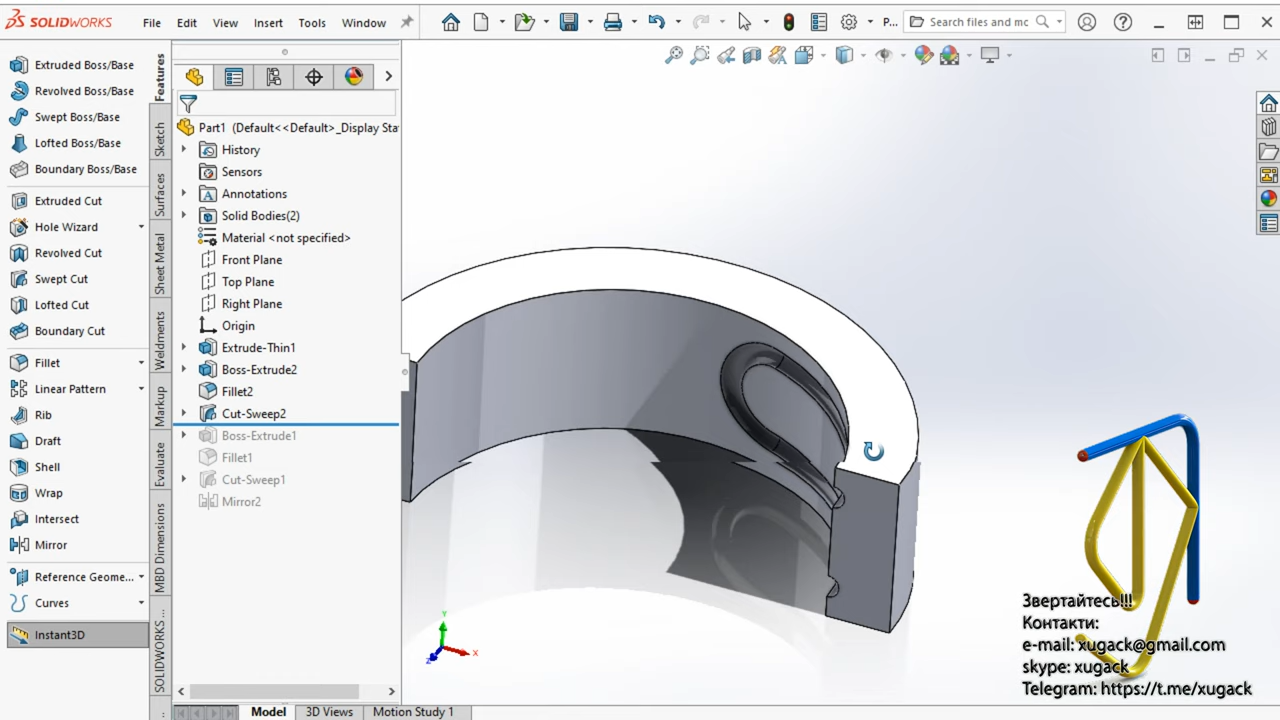 SOLIDWORKS
File Edit View Insert Tools Window
P...
Search files and mc
Extruded Boss/Base
Revolved Boss/Base
Swept Boss/Base
Lofted Boss/Base
Boundary Boss/Base
Extruded Cut
Hole Wizard
Revolved Cut
Swept Cut
Lofted Cut
Boundary Cut
Fillet
Linear Pattern
Rib
Draft
Shell
Wrap
Intersect
Mirror
Reference Geome...
Curves
Instant3D
Features
Sketch
Surfaces
Sheet Metal
Weldments
Markup
Evaluate
MBD Dimensions
SOLIDWORKS ...
Part1 (Default<<Default>_Display Sta
History
Sensors
Annotations
Solid Bodies(2)
Material <not specified>
Front Plane
Top Plane
Right Plane
Origin
Extrude-Thin1
Boss-Extrude2
Fillet2
Cut-Sweep2
Boss-Extrude1
Fillet1
Cut-Sweep1
Mirror2
Y
X
Z
Звертайтесь!!!
Контакти:
e-mail: xugack@gmail.com
skype: xugack
Telegram: https://t.me/xugack
Model 3D Views Motion Study 1